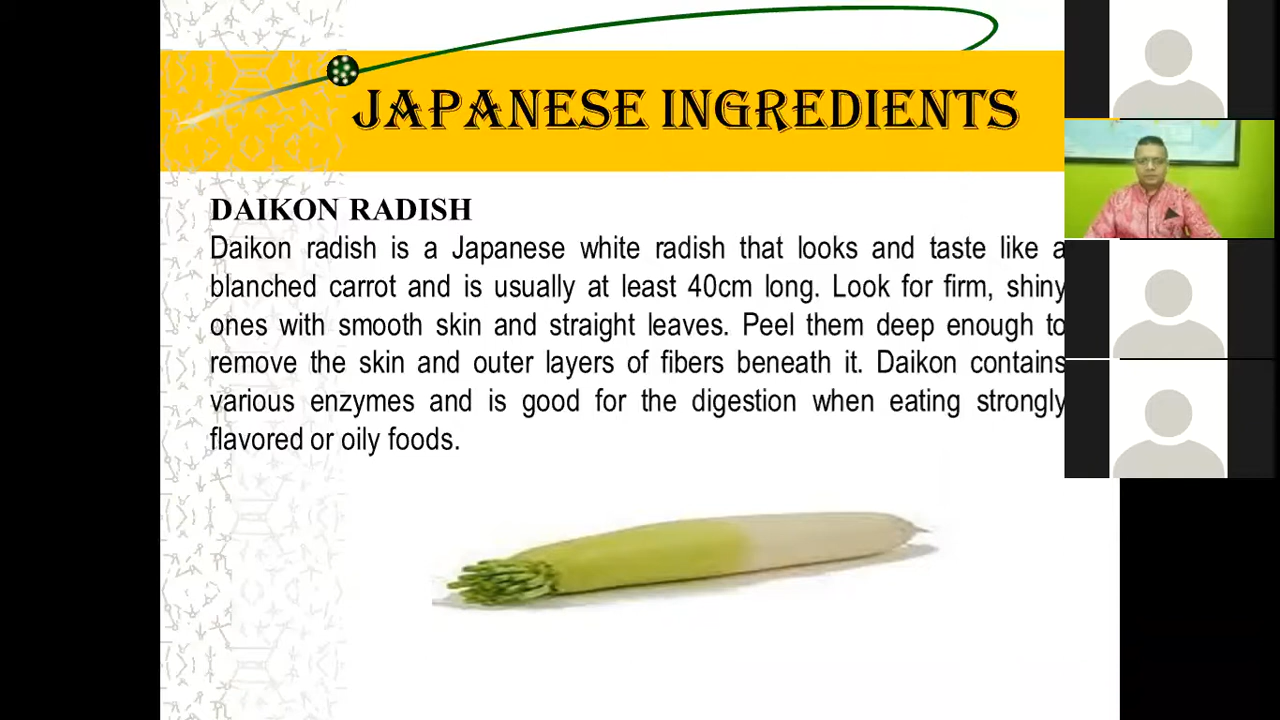 JAPANESE INGREDIENTS
DAIKON RADISH
Daikon radish is a Japanese white radish that looks and taste like a
blanched carrot and is usually at least 40cm long. Look for firm, shiny
ones with smooth skin and straight leaves. Peel them deep enough to
remove the skin and outer layers of fibers beneath it. Daikon contains
various enzymes and is good for the digestion when eating strongly
flavored or oily foods.